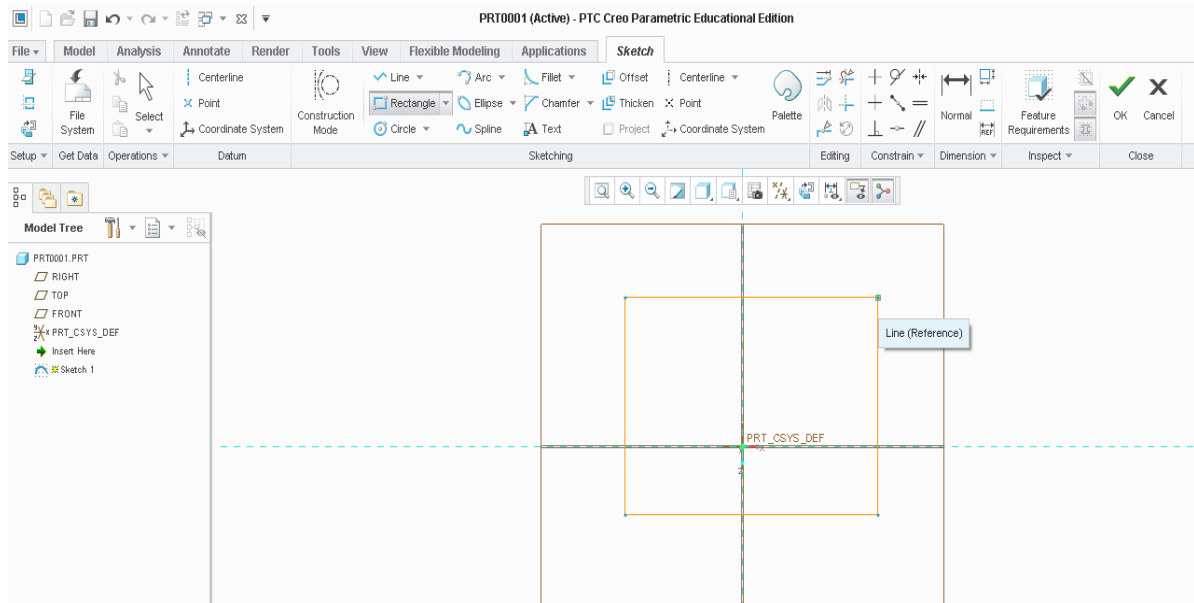 PRT0001 (Active) - PTC Creo Parametric Educational Edition
File Model Analysis Annotate Render Tools View Flexible Modeling Applications Sketch
Centerline Line Arc Fillet Offset Centerline
Rectangle Ellipse Chamfer Thicken Point
Point
File System Select Construction Mode Palette Normal Feature Requirements OK Cancel
Coordinate System Circle Spline Text Project Coordinate System
REF
Setup Get Data Operations Datum Sketching Editing Constrain Dimension Inspect Close
Model Tree
PRT0001.PRT
RIGHT
TOP
FRONT
PRT_CSYS_DEF
Insert Here
Sketch 1
Line (Reference)
PRT_CSYS_DEF
X
Z